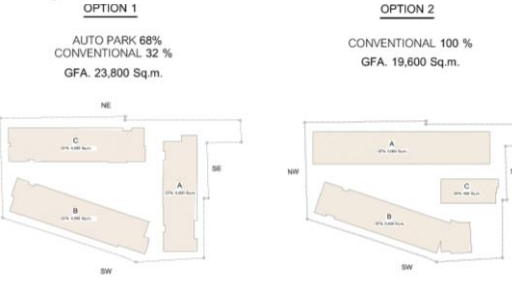 OPTION 1
AUTO PARK 68%
CONVENTIONAL 32 %
GFA. 23,800 Sq.m.
NE
C
SE
A
B
SW
OPTION 2
CONVENTIONAL 100 %
GFA. 19,600 Sq.m.
A
NW
C
B
SW